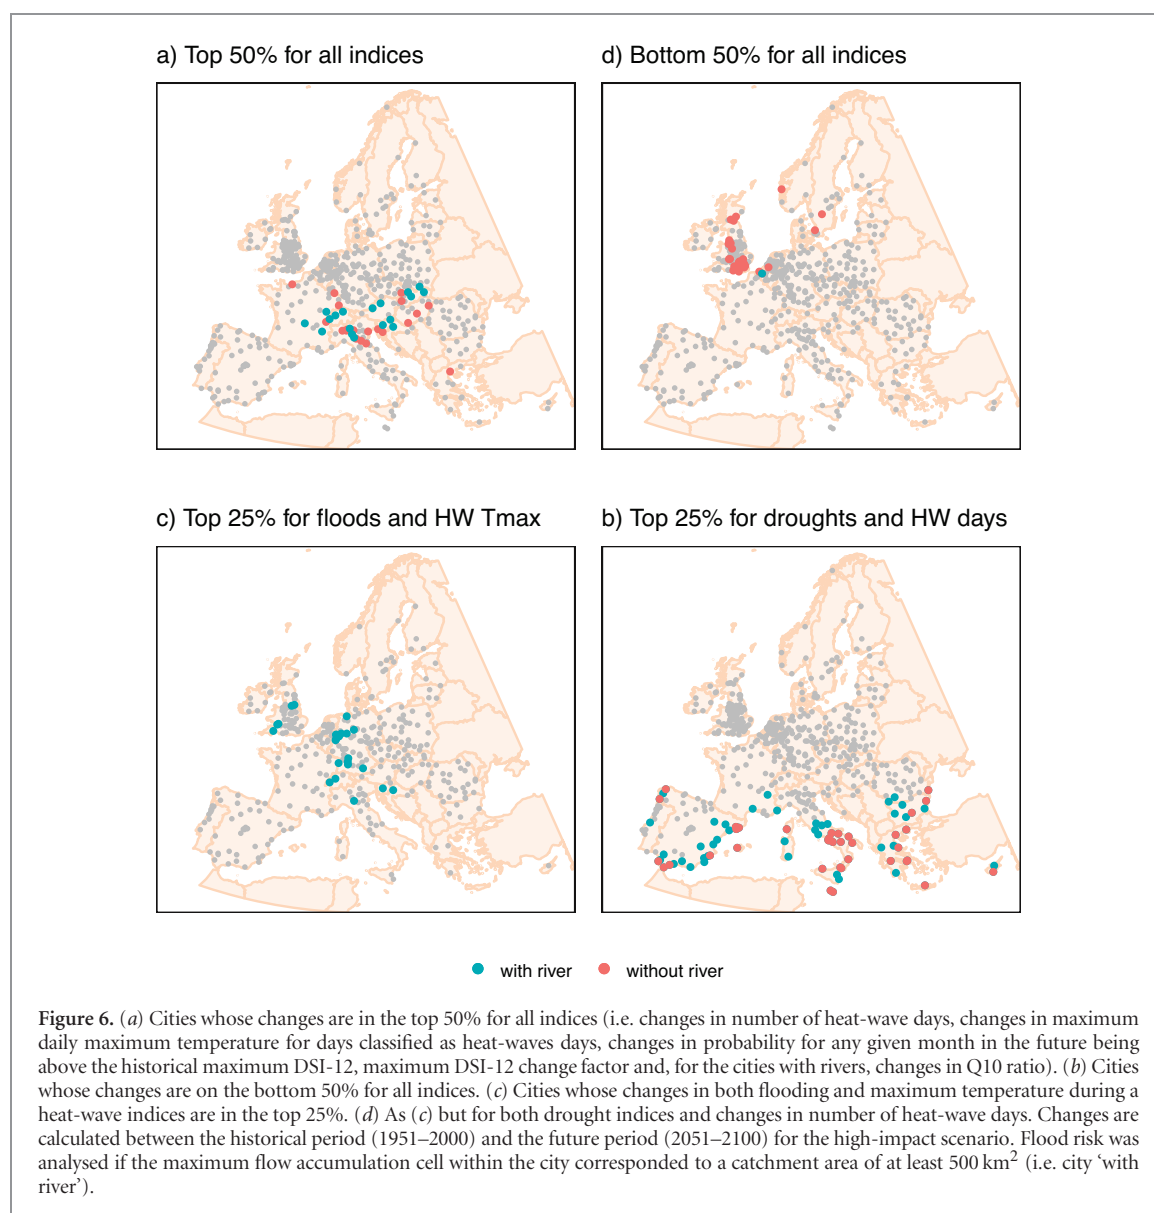 a) Top 50% for all indices
d) Bottom 50% for all indices
c) Top 25% for floods and HW Tmax
b) Top 25% for droughts and HW days
with river
without river
Figure 6. (a) Cities whose changes are in the top 50% for all indices (i.e. changes in number of heat-wave days, changes in maximum
daily maximum temperature for days classified as heat-waves days, changes in probability for any given month in the future being
above the historical maximum DSI-12, maximum DSI-12 change factor and, for the cities with rivers, changes in Q10 ratio). (b) Cities
whose changes are on the bottom 50% for all indices. (c) Cities whose changes in both flooding and maximum temperature during a
heat-wave indices are in the top 25%. (d) As (c) but for both drought indices and changes in number of heat-wave days. Changes are
calculated between the historical period (1951–2000) and the future period (2051–2100) for the high-impact scenario. Flood risk was
analysed if the maximum flow accumulation cell within the city corresponded to a catchment area of at least 500 km² (i.e. city ‘with
river’).